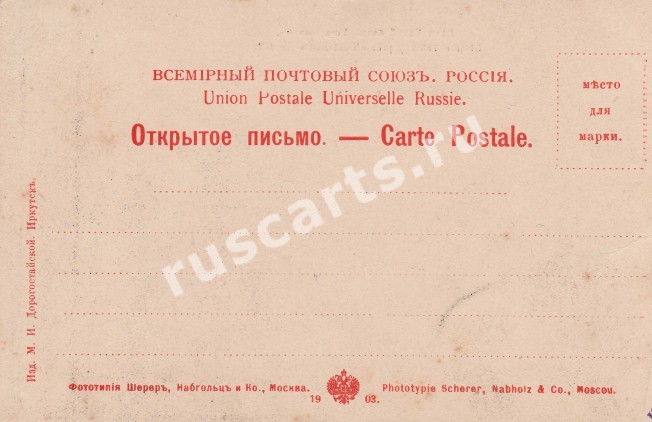 ВСЕМІРНЫЙ ПОЧТОВЫЙ СОЮЗЪ. РОССІЯ.
Union Postale Universelle Russie.
Открытое письмо. — Carte Postale.
мѣсто
для
марки.
ruscarts.ru
Изд. М. И. Дорогостайской. Иркутскъ.
Фототипія Шереръ, Набгольцъ и Ко., Москва.
Phototypie Scherer, Nabholz & Co., Moscou.
19 03.